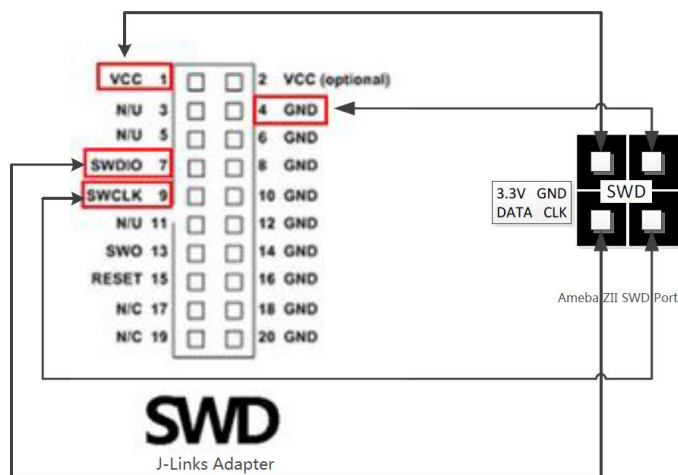 VCC 1 2 VCC (optional)
N/U 3 4 GND
N/U 5 6 GND
SWDIO 7 8 GND
SWCLK 9 10 GND
N/U 11 12 GND
SWO 13 14 GND
RESET 15 16 GND
N/C 17 18 GND
N/C 19 20 GND
SWD
J-Links Adapter
3.3V GND
DATA CLK
SWD
Ameba ZII SWD Port